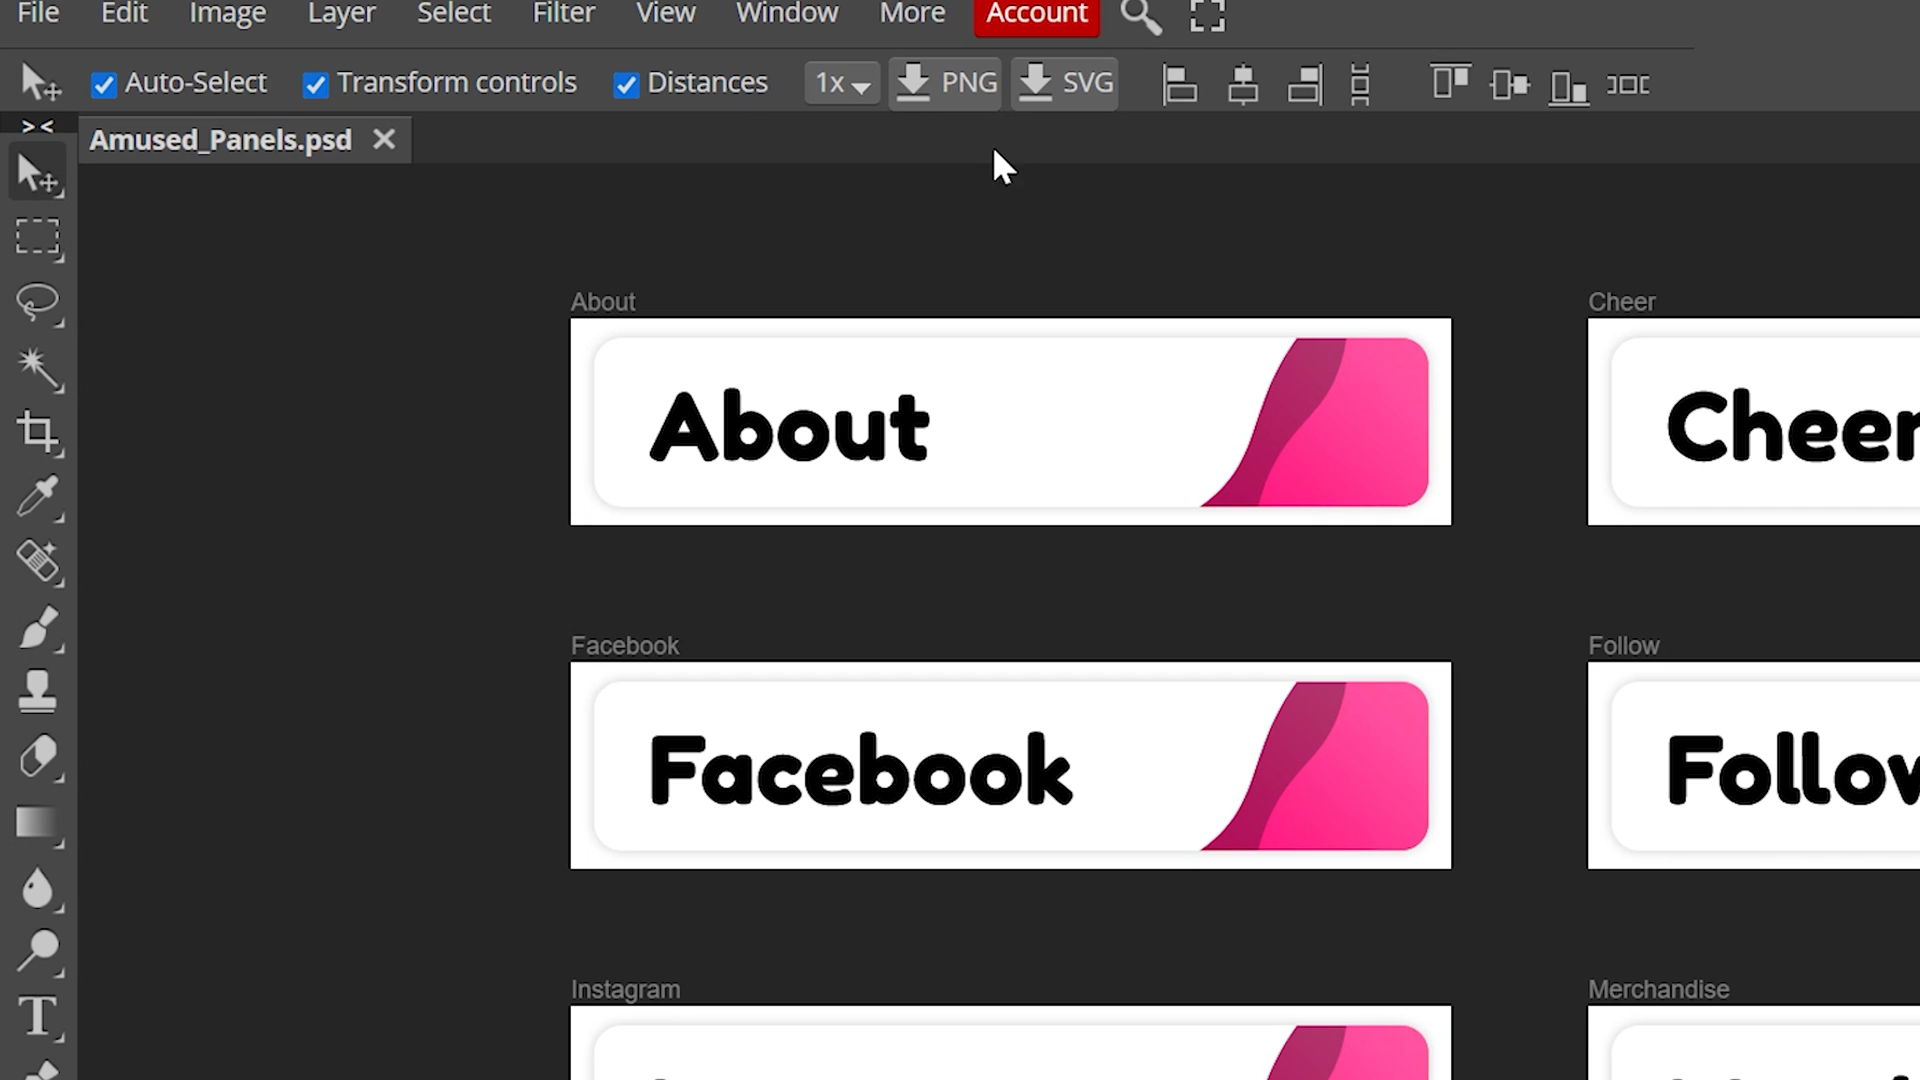 File Edit Image Layer Select Filter View Window More Account
Auto-Select Transform controls Distances 1x PNG SVG
> <
Amused_Panels.psd
About Cheer
About Cheer
Facebook Follow
Facebook Follow
Instagram Merchandise